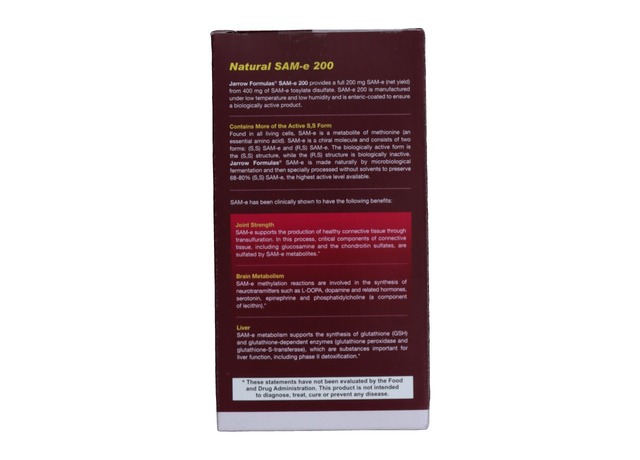 Natural SAM-e 200
Jarrow Formulas® SAM-e 200 provides a full 200 mg SAM-e (net yield)
from 400 mg of SAM-e tosylate disulfate. SAM-e 200 is manufactured
under low temperature and low humidity and is enteric-coated to ensure
a biologically active product.
Contains More of the Active S,S Form
Found in all living cells, SAM-e is a metabolite of methionine (an
essential amino acid). SAM-e is a chiral molecule and consists of two
forms: (S,S) SAM-e and (R,S) SAM-e. The biologically active form is
the (S,S) structure, while the (R,S) structure is biologically inactive.
Jarrow Formulas® SAM-e is made naturally by microbiological
fermentation and then specially processed without solvents to preserve
68-80% (S,S) SAM-e, the highest active level available.
SAM-e has been clinically shown to have the following benefits:
Joint Strength
SAM-e supports the production of healthy connective tissue through
transulfuration. In this process, critical components of connective
tissue, including glucosamine and the chondroitin sulfates, are
sulfated by SAM-e metabolites.*
Brain Metabolism
SAM-e methylation reactions are involved in the synthesis of
neurotransmitters such as L-DOPA, dopamine and related hormones,
serotonin, epinephrine and phosphatidylcholine (a component
of lecithin).*
Liver
SAM-e metabolism supports the synthesis of glutathione (GSH)
and glutathione-dependent enzymes (glutathione peroxidase and
glutathione-S-transferase), which are substances important for
liver function, including phase II detoxification.*
* These statements have not been evaluated by the Food
and Drug Administration. This product is not intended
to diagnose, treat, cure or prevent any disease.